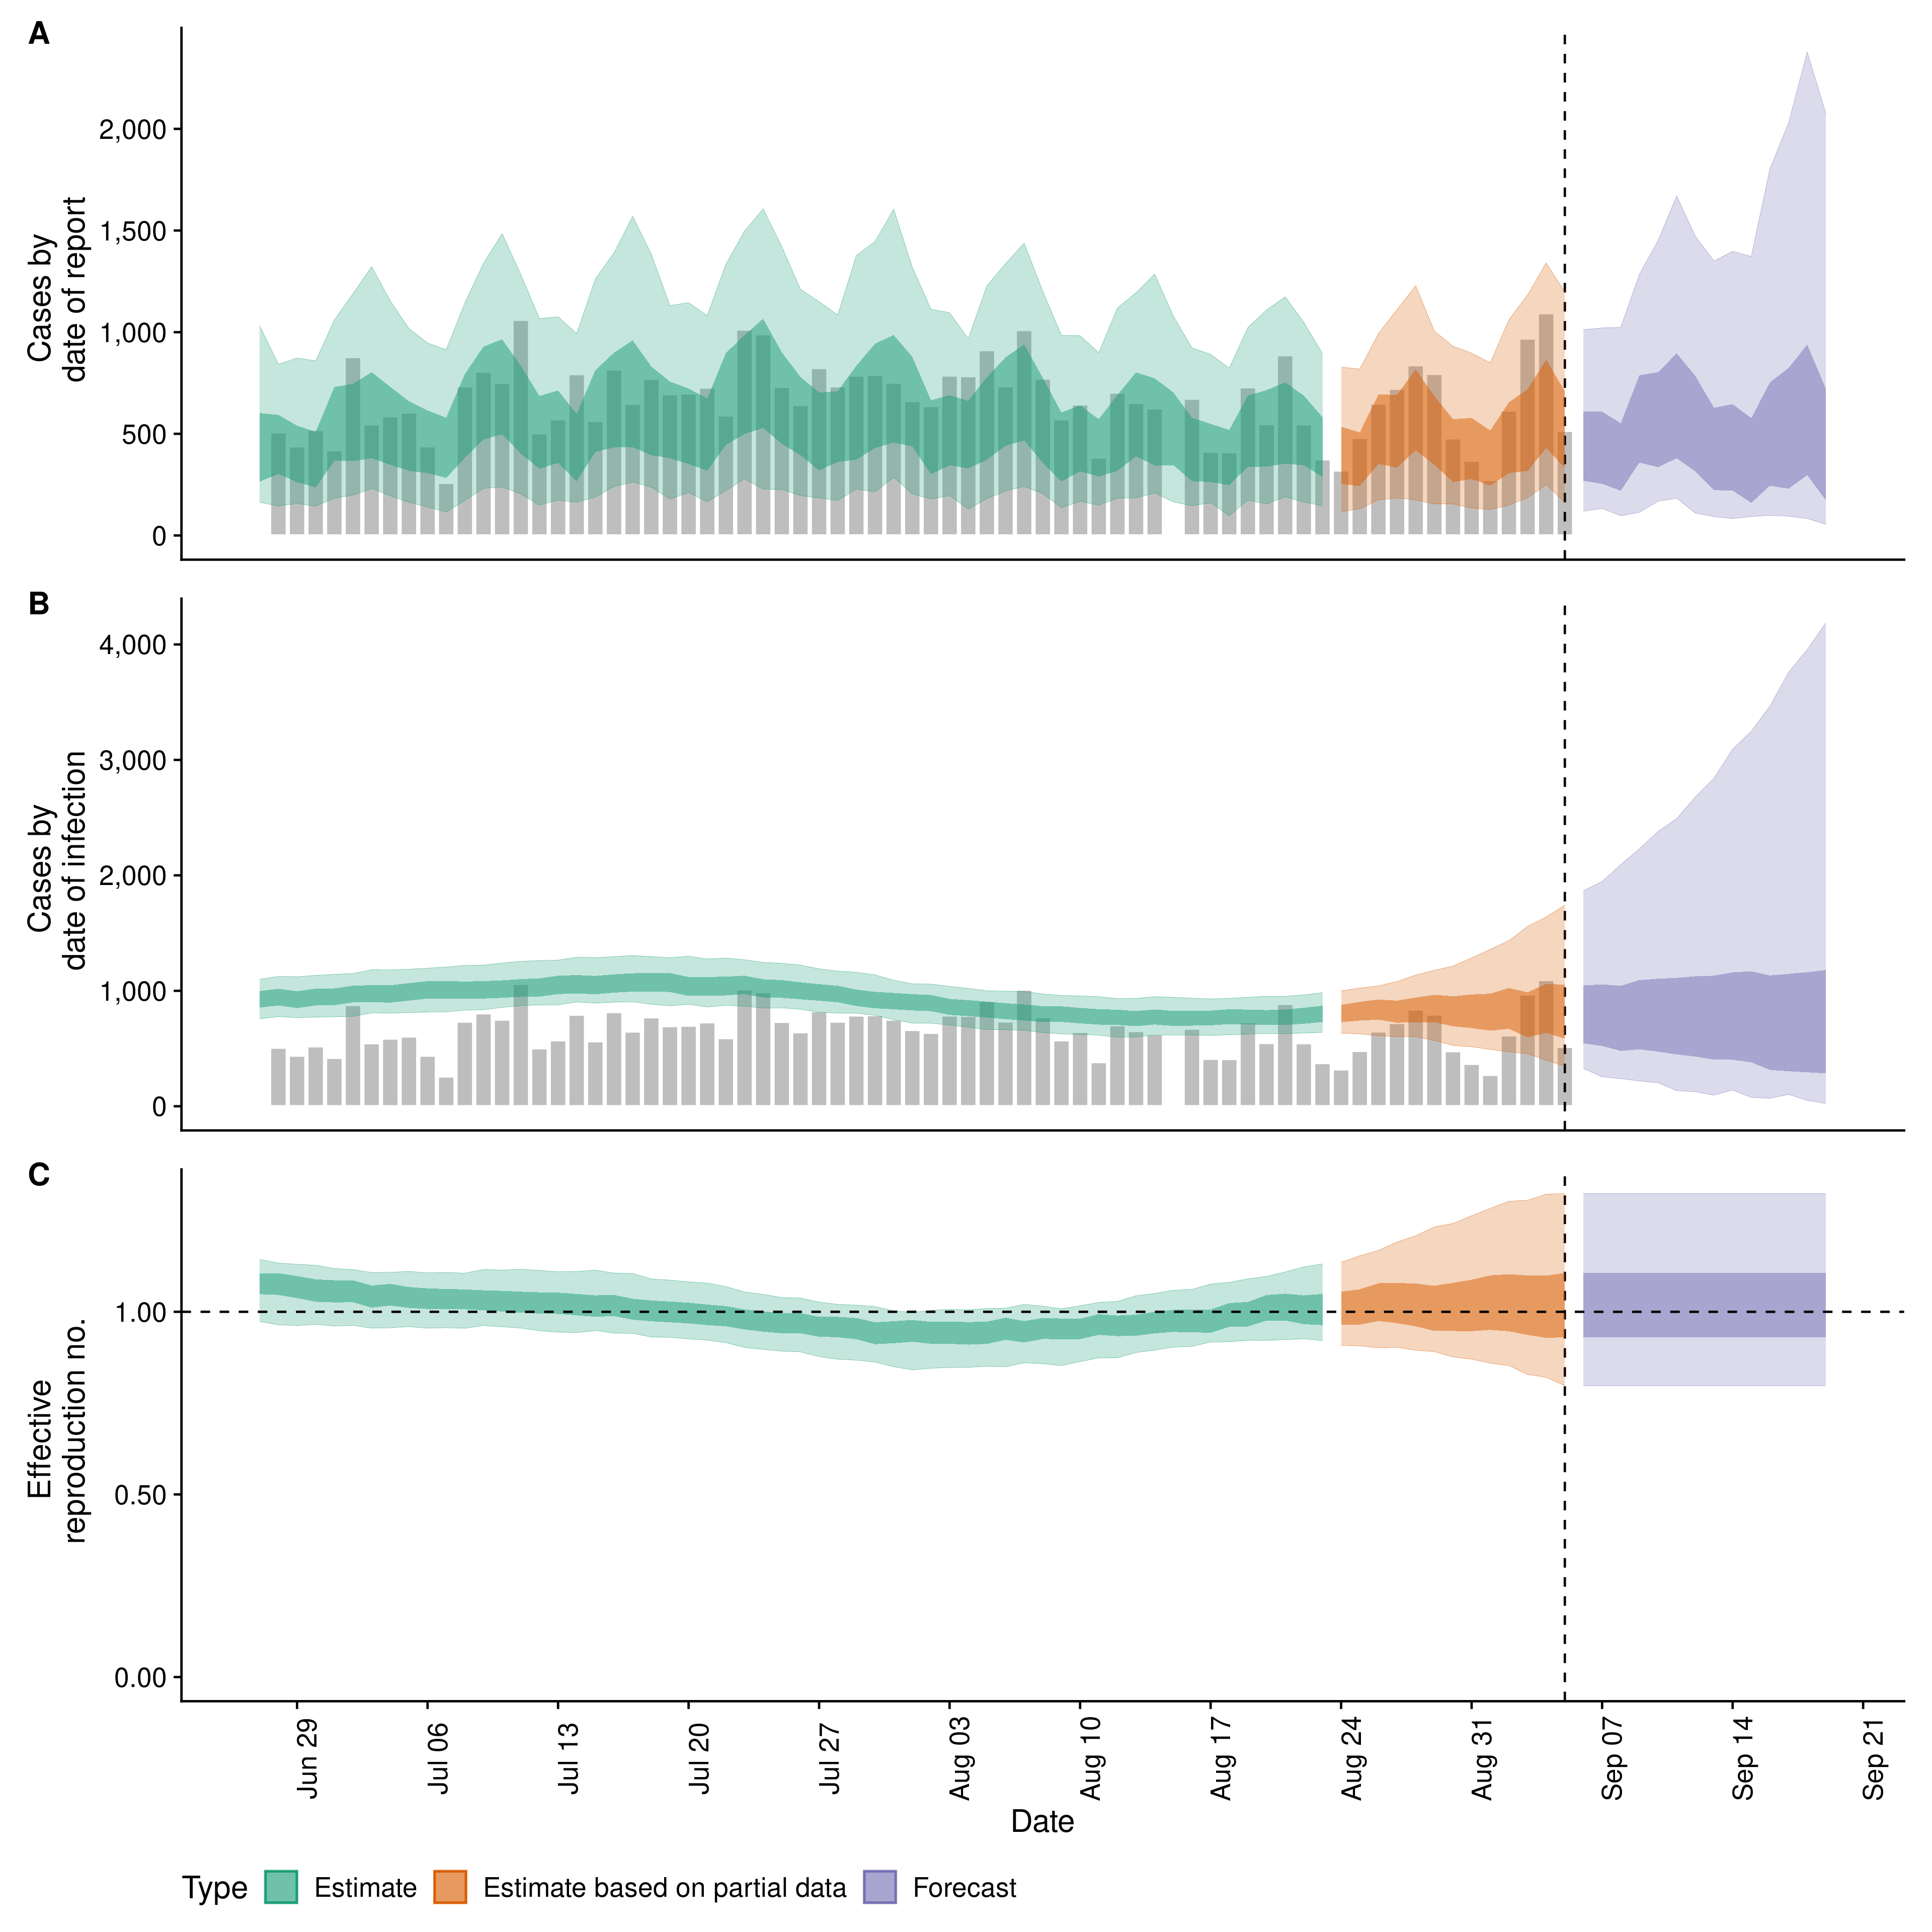 A
Cases by
date of report
2,000
1,500
1,000
500
0
B
Cases by
date of infection
4,000
3,000
2,000
1,000
0
C
Effective
reproduction no.
1.00
0.50
0.00
Jun 29
Jul 06
Jul 13
Jul 20
Jul 27
Aug 03
Aug 10
Aug 17
Aug 24
Aug 31
Sep 07
Sep 14
Sep 21
Date
Type Estimate Estimate based on partial data Forecast